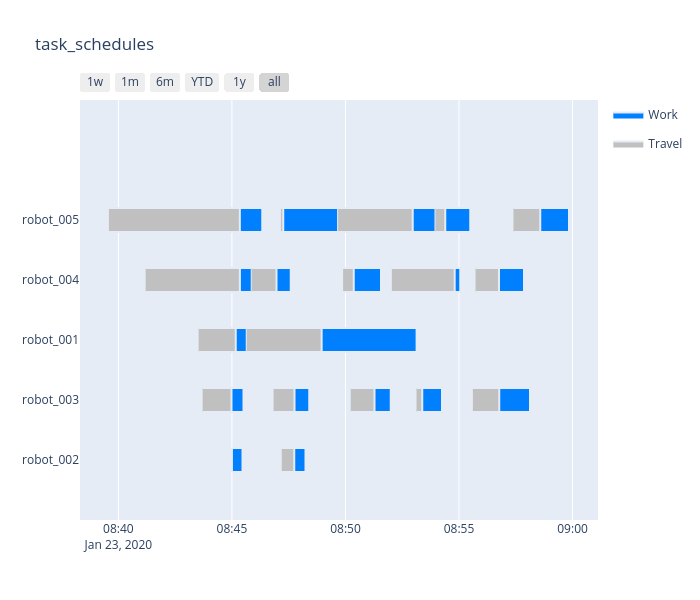 task_schedules
1w 1m 6m YTD 1y all
Work
Travel
robot_005
robot_004
robot_001
robot_003
robot_002
08:40 08:45 08:50 08:55 09:00
Jan 23, 2020